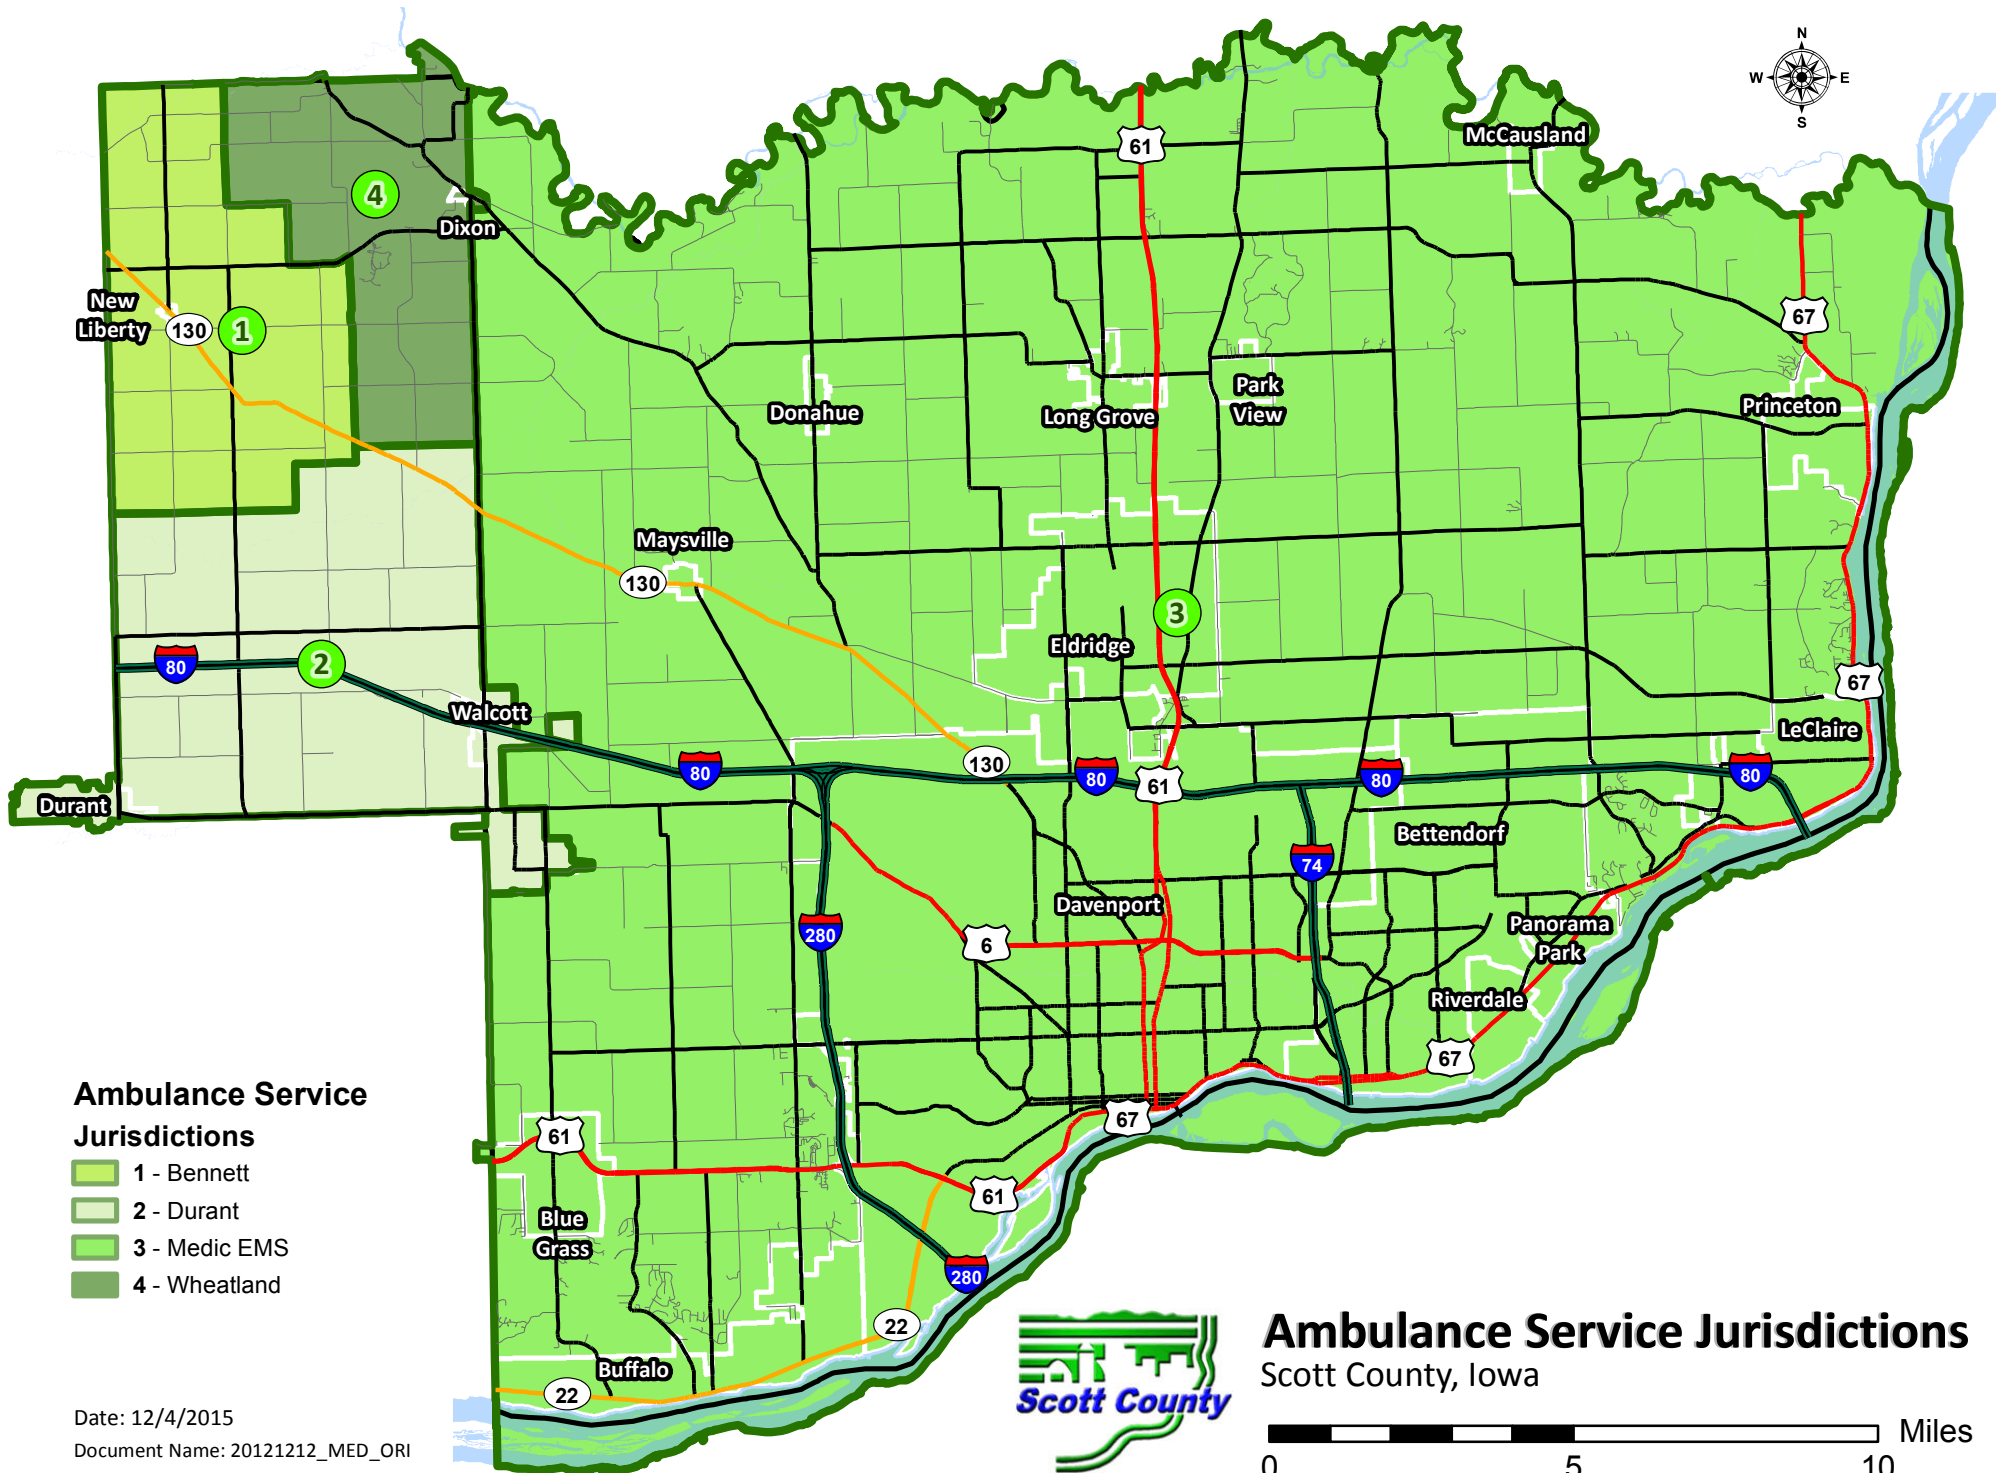 N
W E
S
61
McCausland
4
Dixon
New
Liberty
130
1
67
Donahue
Long Grove
Park
View
Princeton
Maysville
130
3
Eldridge
80
2
67
Walcott
LeClaire
130
80
80
61
80
80
Durant
Bettendorf
74
Davenport
280
6
Panorama
Park
Riverdale
67
67
61
61
Blue
Grass
280
22
Buffalo
22
Ambulance Service
Jurisdictions
1 - Bennett
2 - Durant
3 - Medic EMS
4 - Wheatland
Date: 12/4/2015
Document Name: 20121212_MED_ORI
Scott County
Ambulance Service Jurisdictions
Scott County, Iowa
Miles
0 5 10